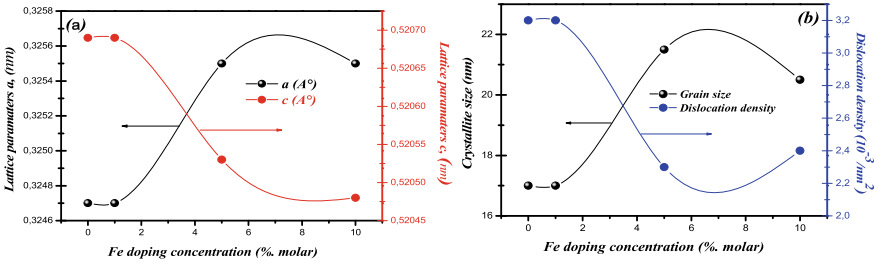 (a)
0,3258
0,3256
0,3254
0,3252
0,3250
0,3248
0,3246
Lattice paramaters a, (nm)
a (A°)
c (A°)
0,52070
0,52065
0,52060
0,52055
0,52050
0,52045
Lattice paramaters c, (nm)
0 2 4 6 8 10
Fe doping concentration (%. molar)
(b)
22
20
18
16
Crystallite size (nm)
Grain size
Dislocation density
3,2
3,0
2,8
2,6
2,4
2,2
2,0
Dislocation density (10⁻³/nm²)
0 2 4 6 8 10
Fe doping concentration (%. molar)